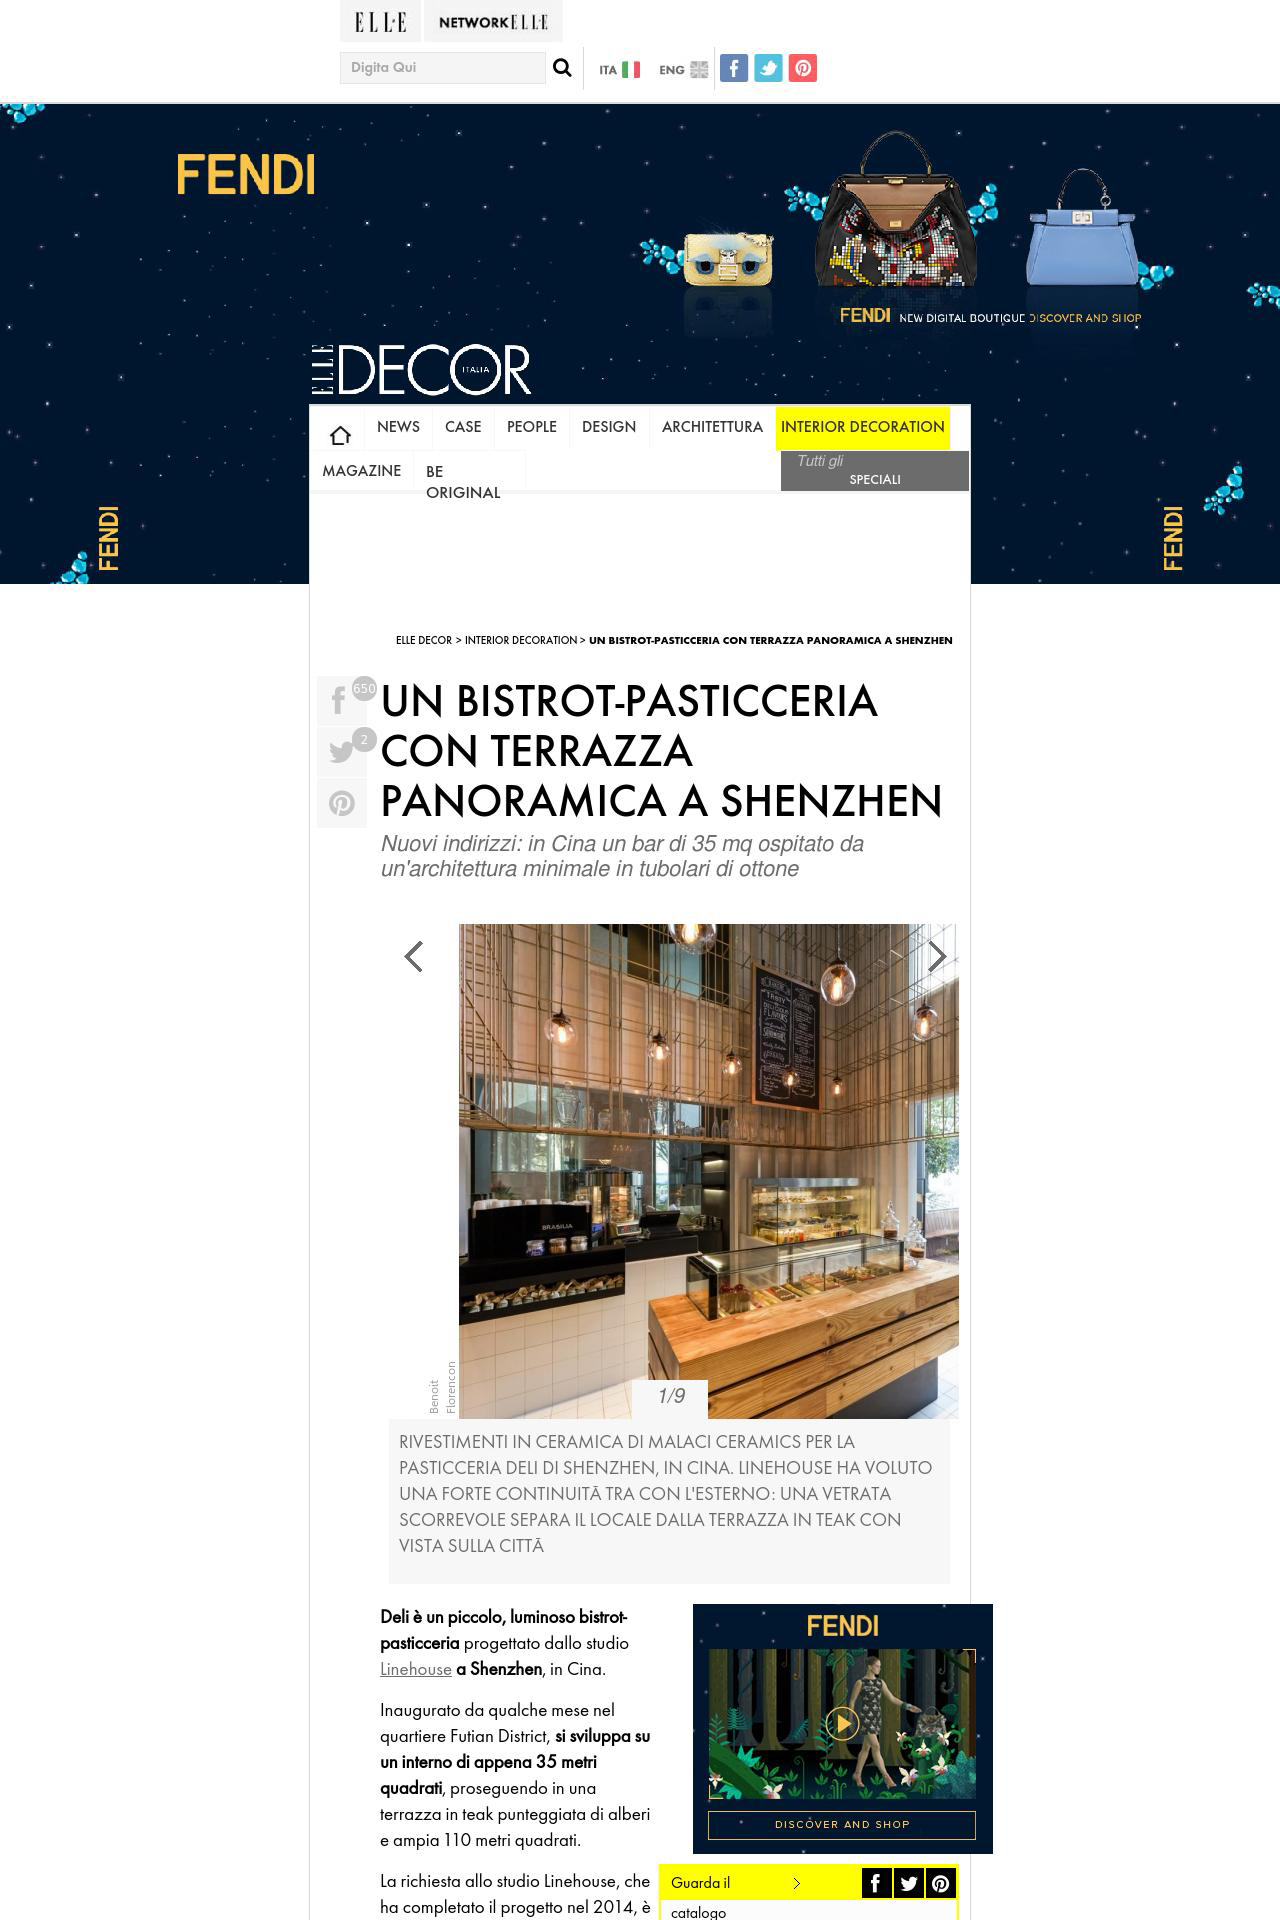 ELLE
NETWORK ELLE
Digita Qui
ITA
ENG
FENDI
FENDI NEW DIGITAL BOUTIQUE DISCOVER AND SHOP
ELLE DECOR ITALIA
NEWS
CASE
PEOPLE
DESIGN
ARCHITETTURA
INTERIOR DECORATION
MAGAZINE
BE
ORIGINAL
Tutti gli
SPECIALI
FENDI
FENDI
ELLE DECOR > INTERIOR DECORATION > UN BISTROT-PASTICCERIA CON TERRAZZA PANORAMICA A SHENZHEN
650
2
UN BISTROT-PASTICCERIA
CON TERRAZZA
PANORAMICA A SHENZHEN
Nuovi indirizzi: in Cina un bar di 35 mq ospitato da
un'architettura minimale in tubolari di ottone
BRASILIA
Benoit
Florencon
1/9
RIVESTIMENTI IN CERAMICA DI MALACI CERAMICS PER LA
PASTICCERIA DELI DI SHENZHEN, IN CINA. LINEHOUSE HA VOLUTO
UNA FORTE CONTINUITÃ TRA CON L'ESTERNO: UNA VETRATA
SCORREVOLE SEPARA IL LOCALE DALLA TERRAZZA IN TEAK CON
VISTA SULLA CITTÃ
Deli è un piccolo, luminoso bistrot-
pasticceria progettato dallo studio
Linehouse a Shenzhen, in Cina.
Inaugurato da qualche mese nel
quartiere Futian District, si sviluppa su
un interno di appena 35 metri
quadrati, proseguendo in una
terrazza in teak punteggiata di alberi
e ampia 110 metri quadrati.
La richiesta allo studio Linehouse, che
ha completato il progetto nel 2014, è
FENDI
DISCOVER AND SHOP
Guarda il
catalogo